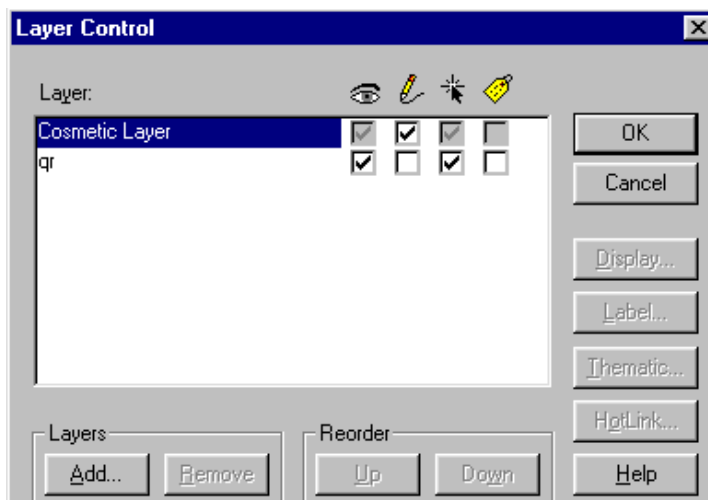 Layer Control
Layer:
Cosmetic Layer
qr
OK
Cancel
Display...
Label...
Thematic...
HotLink...
Layers
Reorder
Add...
Remove
Up
Down
Help